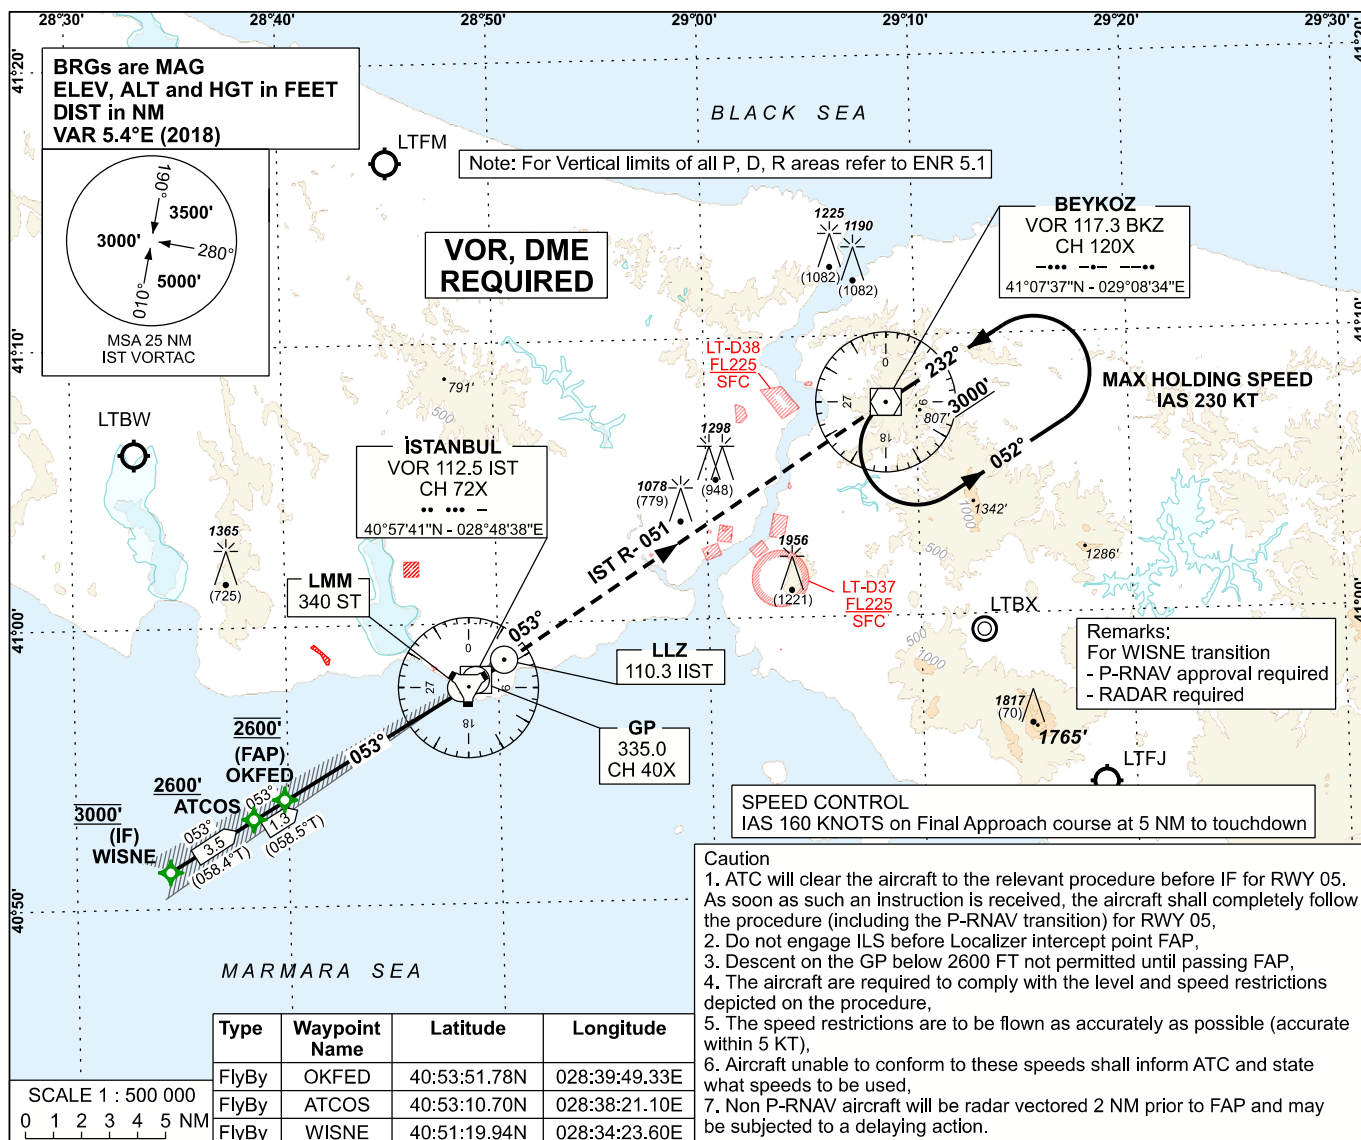 28°30' 28°40' 28°50' 29°00' 29°10' 29°20' 29°30'
41°20' 41°20'
BRGs are MAG
ELEV, ALT and HGT in FEET
DIST in NM
VAR 5.4°E (2018)
190°
3500'
3000'
280°
5000'
010°
MSA 25 NM
IST VORTAC
LTFM
BLACK SEA
Note: For Vertical limits of all P, D, R areas refer to ENR 5.1
VOR, DME
REQUIRED
1225
(1082)
1190
(1082)
BEYKOZ
VOR 117.3 BKZ
CH 120X
41°07'37"N - 029°08'34"E
41°10' 41°10'
LT-D38
FL225
SFC
232°
3000'
052°
MAX HOLDING SPEED
IAS 230 KT
0
9
18
27
807'
791'
500
LTBW
İSTANBUL
VOR 112.5 IST
CH 72X
40°57'41"N - 028°48'38"E
1298
(948)
1078
(779)
1365
(725)
IST R- 051
1000
1342'
500
1286'
1956
(1221)
LT-D37
FL225
SFC
LTBX
LMM
340 ST
41°00' 41°00'
053°
LLZ
110.3 IIST
0
9
18
27
500
1000
Remarks:
For WISNE transition
- P-RNAV approval required
- RADAR required
GP
335.0
CH 40X
1817
(70)
1765'
LTFJ
2600'
(FAP)
OKFED
053°
2600'
ATCOS
053°
1.3
(058.5°T)
3000'
(IF)
WISNE
053°
3.5
(058.4°T)
SPEED CONTROL
IAS 160 KNOTS on Final Approach course at 5 NM to touchdown
40°50'
MARMARA SEA
Caution
1. ATC will clear the aircraft to the relevant procedure before IF for RWY 05.
As soon as such an instruction is received, the aircraft shall completely follow
the procedure (including the P-RNAV transition) for RWY 05,
2. Do not engage ILS before Localizer intercept point FAP,
3. Descent on the GP below 2600 FT not permitted until passing FAP,
4. The aircraft are required to comply with the level and speed restrictions
depicted on the procedure,
5. The speed restrictions are to be flown as accurately as possible (accurate
within 5 KT),
6. Aircraft unable to conform to these speeds shall inform ATC and state
what speeds to be used,
7. Non P-RNAV aircraft will be radar vectored 2 NM prior to FAP and may
be subjected to a delaying action.
Type Waypoint Name Latitude Longitude
FlyBy OKFED 40:53:51.78N 028:39:49.33E
FlyBy ATCOS 40:53:10.70N 028:38:21.10E
FlyBy WISNE 40:51:19.94N 028:34:23.60E
SCALE 1 : 500 000
0 1 2 3 4 5 NM